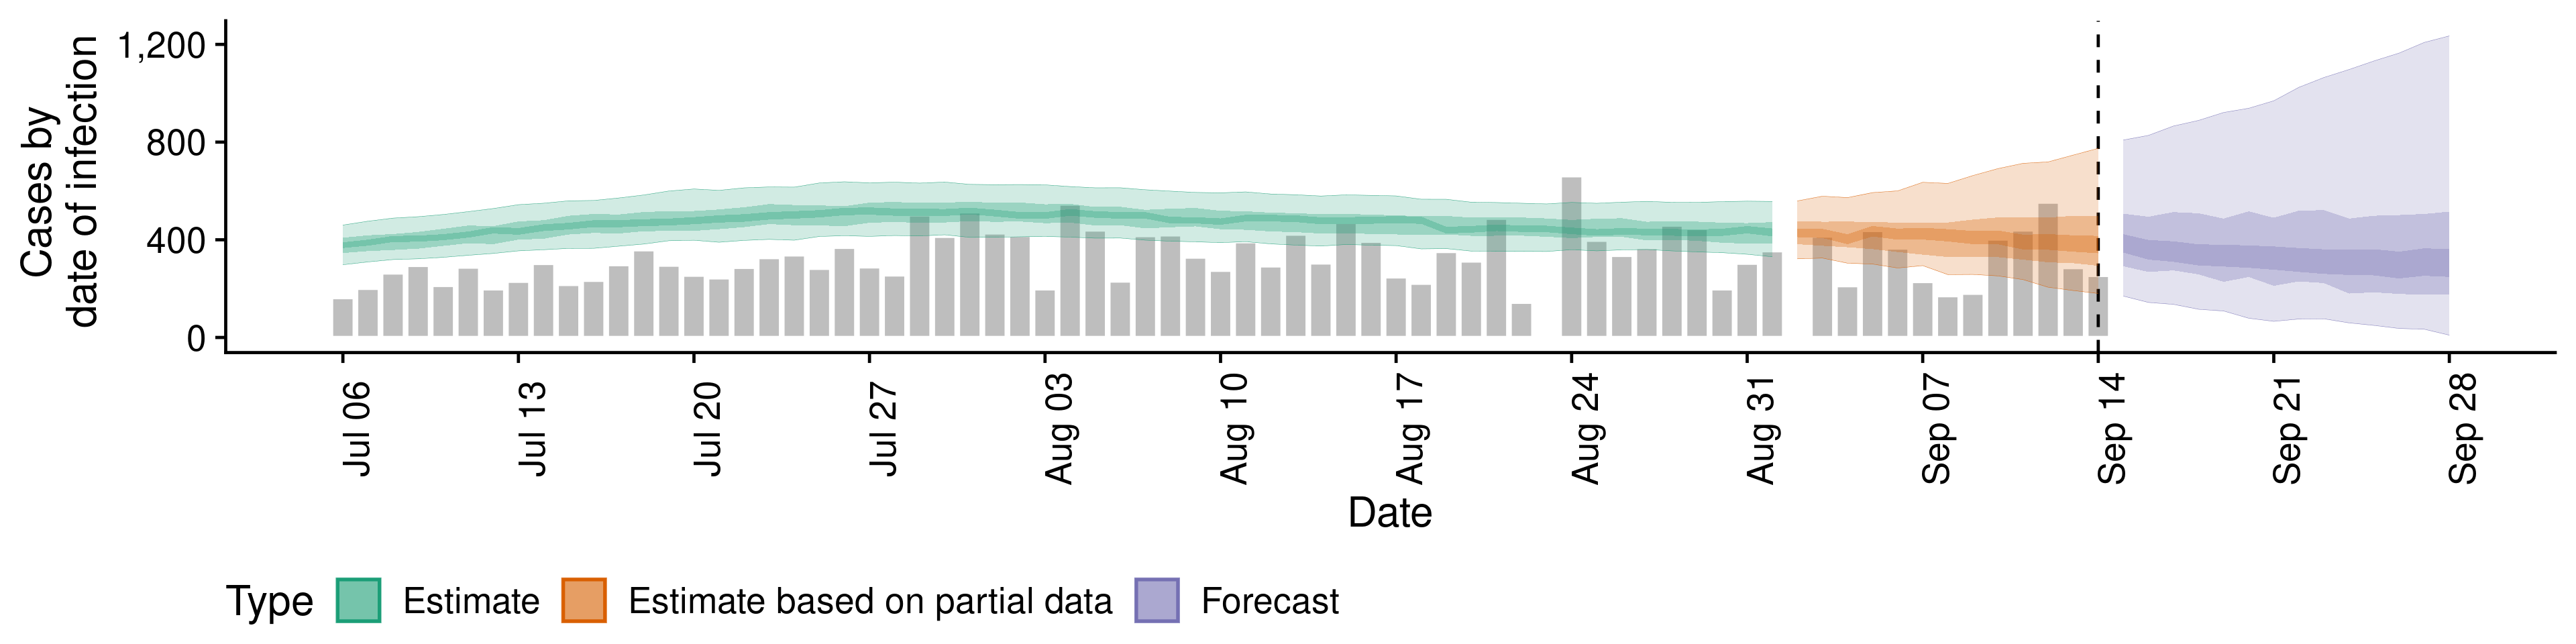 Cases by
date of infection
1,200
800
400
0
Jul 06
Jul 13
Jul 20
Jul 27
Aug 03
Aug 10
Aug 17
Aug 24
Aug 31
Sep 07
Sep 14
Sep 21
Sep 28
Date
Type Estimate Estimate based on partial data Forecast